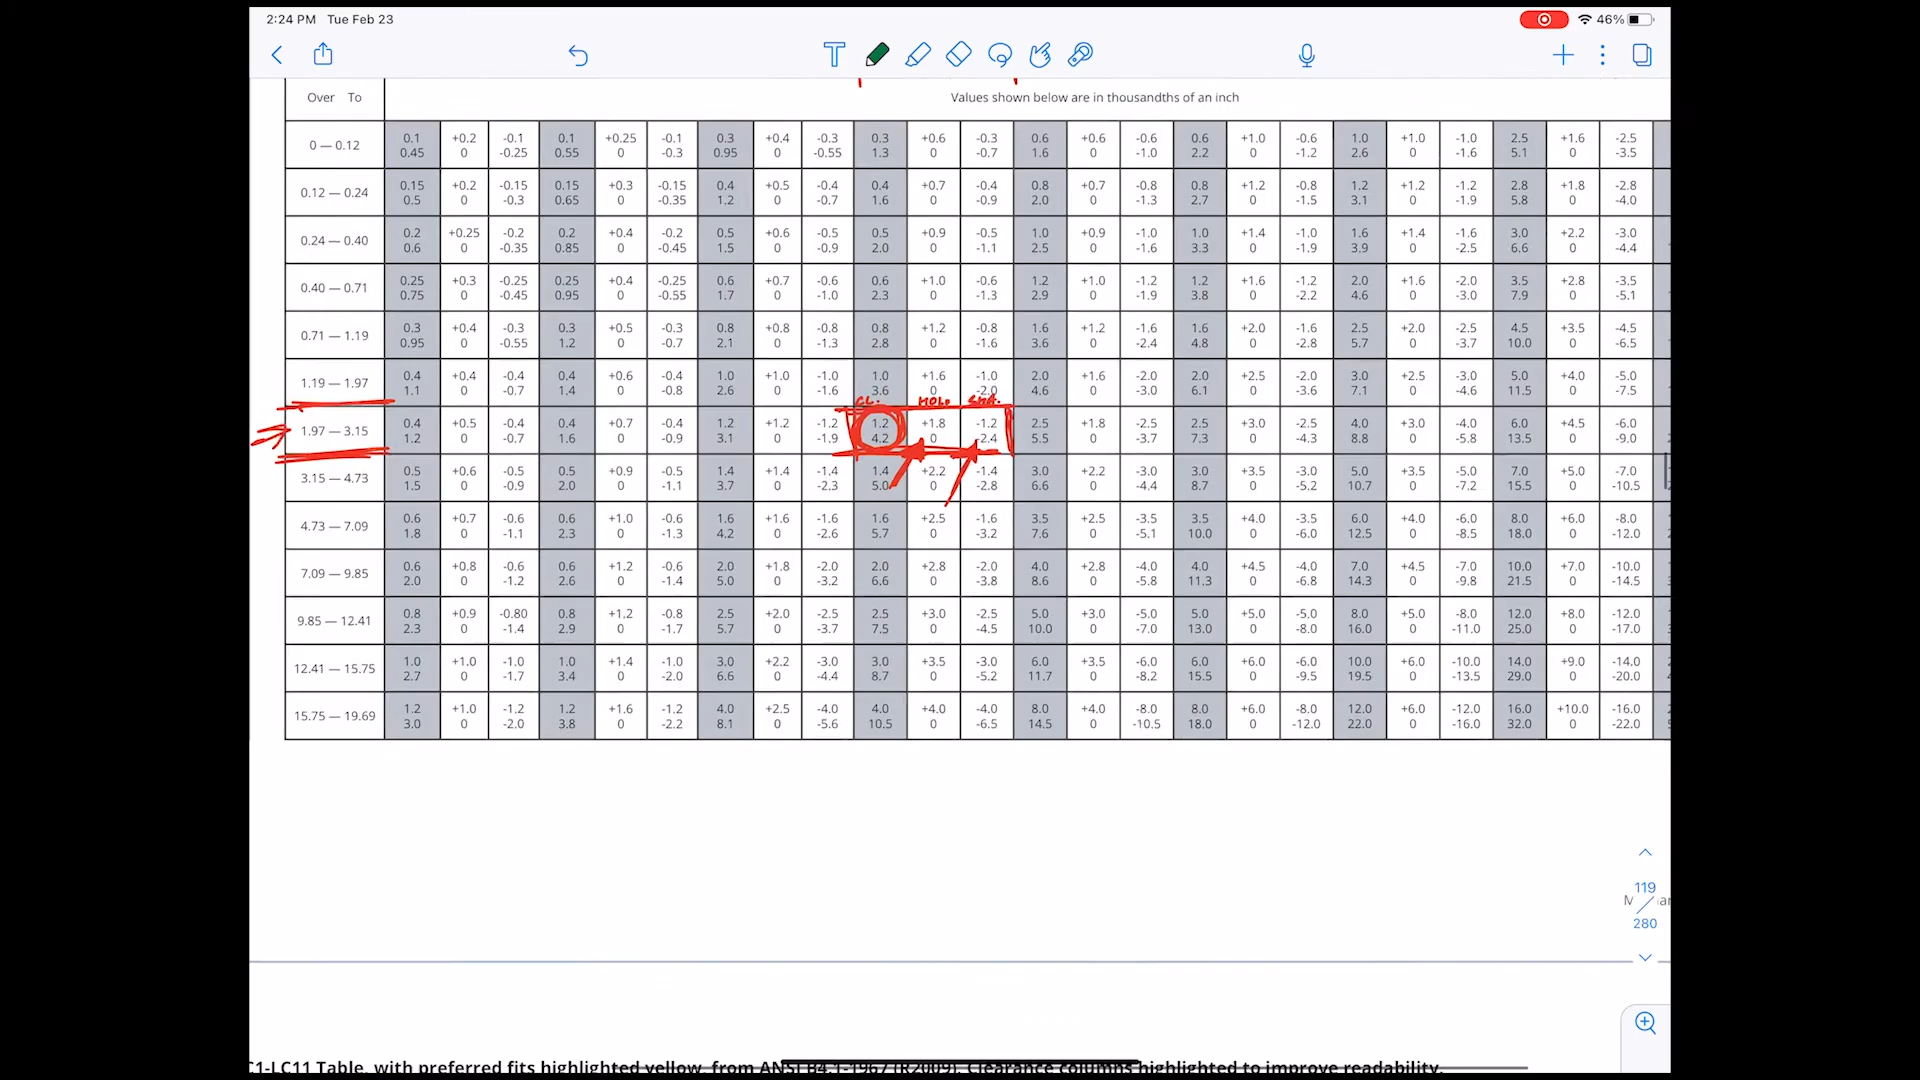 2:24 PM Tue Feb 23
46%
Over To
Values shown below are in thousandths of an inch
0 — 0.12 0.1 +0.2 -0.1 0.1 +0.25 -0.1 0.3 +0.4 -0.3 0.3 +0.6 -0.3 0.6 +0.6 -0.6 0.6 +1.0 -0.6 1.0 +1.0 -1.0 2.5 +1.6 -2.5
0.45 0 -0.25 0.55 0 -0.3 0.95 0 -0.55 1.3 0 -0.7 1.6 0 -1.0 2.2 0 -1.2 2.6 0 -1.6 5.1 0 -3.5
0.12 — 0.24 0.15 +0.2 -0.15 0.15 +0.3 -0.15 0.4 +0.5 -0.4 0.4 +0.7 -0.4 0.8 +0.7 -0.8 0.8 +1.2 -0.8 1.2 +1.2 -1.2 2.8 +1.8 -2.8
0.5 0 -0.3 0.65 0 -0.35 1.2 0 -0.7 1.6 0 -0.9 2.0 0 -1.3 2.7 0 -1.5 3.1 0 -1.9 5.8 0 -4.0
0.24 — 0.40 0.2 +0.25 -0.2 0.2 +0.4 -0.2 0.5 +0.6 -0.5 0.5 +0.9 -0.5 1.0 +0.9 -1.0 1.0 +1.4 -1.0 1.6 +1.4 -1.6 3.0 +2.2 -3.0
0.6 0 -0.35 0.85 0 -0.45 1.5 0 -0.9 2.0 0 -1.1 2.5 0 -1.6 3.3 0 -1.9 3.9 0 -2.5 6.6 0 -4.4
0.40 — 0.71 0.25 +0.3 -0.25 0.25 +0.4 -0.25 0.6 +0.7 -0.6 0.6 +1.0 -0.6 1.2 +1.0 -1.2 1.2 +1.6 -1.2 2.0 +1.6 -2.0 3.5 +2.8 -3.5
0.75 0 -0.45 0.95 0 -0.55 1.7 0 -1.0 2.3 0 -1.3 2.9 0 -1.9 3.8 0 -2.2 4.6 0 -3.0 7.9 0 -5.1
0.71 — 1.19 0.3 +0.4 -0.3 0.3 +0.5 -0.3 0.8 +0.8 -0.8 0.8 +1.2 -0.8 1.6 +1.2 -1.6 1.6 +2.0 -1.6 2.5 +2.0 -2.5 4.5 +3.5 -4.5
0.95 0 -0.55 1.2 0 -0.7 2.1 0 -1.3 2.8 0 -1.6 3.6 0 -2.4 4.8 0 -2.8 5.7 0 -3.7 10.0 0 -6.5
1.19 — 1.97 0.4 +0.4 -0.4 0.4 +0.6 -0.4 1.0 +1.0 -1.0 1.0 +1.6 -1.0 2.0 +1.6 -2.0 2.0 +2.5 -2.0 3.0 +2.5 -3.0 5.0 +4.0 -5.0
1.1 0 -0.7 1.4 0 -0.8 2.6 0 -1.6 3.6 0 -2.0 4.6 0 -3.0 6.1 0 -3.6 7.1 0 -4.6 11.5 0 -7.5
CL. HOL.
1.97 — 3.15 0.4 +0.5 -0.4 0.4 +0.7 -0.4 1.2 +1.2 -1.2 1.2 +1.8 -1.2 2.5 +1.8 -2.5 2.5 +3.0 -2.5 4.0 +3.0 -4.0 6.0 +4.5 -6.0
1.2 0 -0.7 1.6 0 -0.9 3.1 0 -1.9 4.2 0 -2.4 5.5 0 -3.7 7.3 0 -4.3 8.8 0 -5.8 13.5 0 -9.0
3.15 — 4.73 0.5 +0.6 -0.5 0.5 +0.9 -0.5 1.4 +1.4 -1.4 1.4 +2.2 -1.4 3.0 +2.2 -3.0 3.0 +3.5 -3.0 5.0 +3.5 -5.0 7.0 +5.0 -7.0
1.5 0 -0.9 2.0 0 -1.1 3.7 0 -2.3 5.0 0 -2.8 6.6 0 -4.4 8.7 0 -5.2 10.7 0 -7.2 15.5 0 -10.5
4.73 — 7.09 0.6 +0.7 -0.6 0.6 +1.0 -0.6 1.6 +1.6 -1.6 1.6 +2.5 -1.6 3.5 +2.5 -3.5 3.5 +4.0 -3.5 6.0 +4.0 -6.0 8.0 +6.0 -8.0
1.8 0 -1.1 2.3 0 -1.3 4.2 0 -2.6 5.7 0 -3.2 7.6 0 -5.1 10.0 0 -6.0 12.5 0 -8.5 18.0 0 -12.0
7.09 — 9.85 0.6 +0.8 -0.6 0.6 +1.2 -0.6 2.0 +1.8 -2.0 2.0 +2.8 -2.0 4.0 +2.8 -4.0 4.0 +4.5 -4.0 7.0 +4.5 -7.0 10.0 +7.0 -10.0
2.0 0 -1.2 2.6 0 -1.4 5.0 0 -3.2 6.6 0 -3.8 8.6 0 -5.8 11.3 0 -6.8 14.3 0 -9.8 21.5 0 -14.5
9.85 — 12.41 0.8 +0.9 -0.80 0.8 +1.2 -0.8 2.5 +2.0 -2.5 2.5 +3.0 -2.5 5.0 +3.0 -5.0 5.0 +5.0 -5.0 8.0 +5.0 -8.0 12.0 +8.0 -12.0
2.3 0 -1.4 2.9 0 -1.7 5.7 0 -3.7 7.5 0 -4.5 10.0 0 -7.0 13.0 0 -8.0 16.0 0 -11.0 25.0 0 -17.0
12.41 — 15.75 1.0 +1.0 -1.0 1.0 +1.4 -1.0 3.0 +2.2 -3.0 3.0 +3.5 -3.0 6.0 +3.5 -6.0 6.0 +6.0 -6.0 10.0 +6.0 -10.0 14.0 +9.0 -14.0
2.7 0 -1.7 3.4 0 -2.0 6.6 0 -4.4 8.7 0 -5.2 11.7 0 -8.2 15.5 0 -9.5 19.5 0 -13.5 29.0 0 -20.0
15.75 — 19.69 1.2 +1.0 -1.2 1.2 +1.6 -1.2 4.0 +2.5 -4.0 4.0 +4.0 -4.0 8.0 +4.0 -8.0 8.0 +6.0 -8.0 12.0 +6.0 -12.0 16.0 +10.0 -16.0
3.0 0 -2.0 3.8 0 -2.2 8.1 0 -5.6 10.5 0 -6.5 14.5 0 -10.5 18.0 0 -12.0 22.0 0 -16.0 32.0 0 -22.0
119
280
C1-LC11 Table, with preferred fits highlighted yellow, from ANSI B4.1-1967 (R2009). Clearance columns highlighted to improve readability.